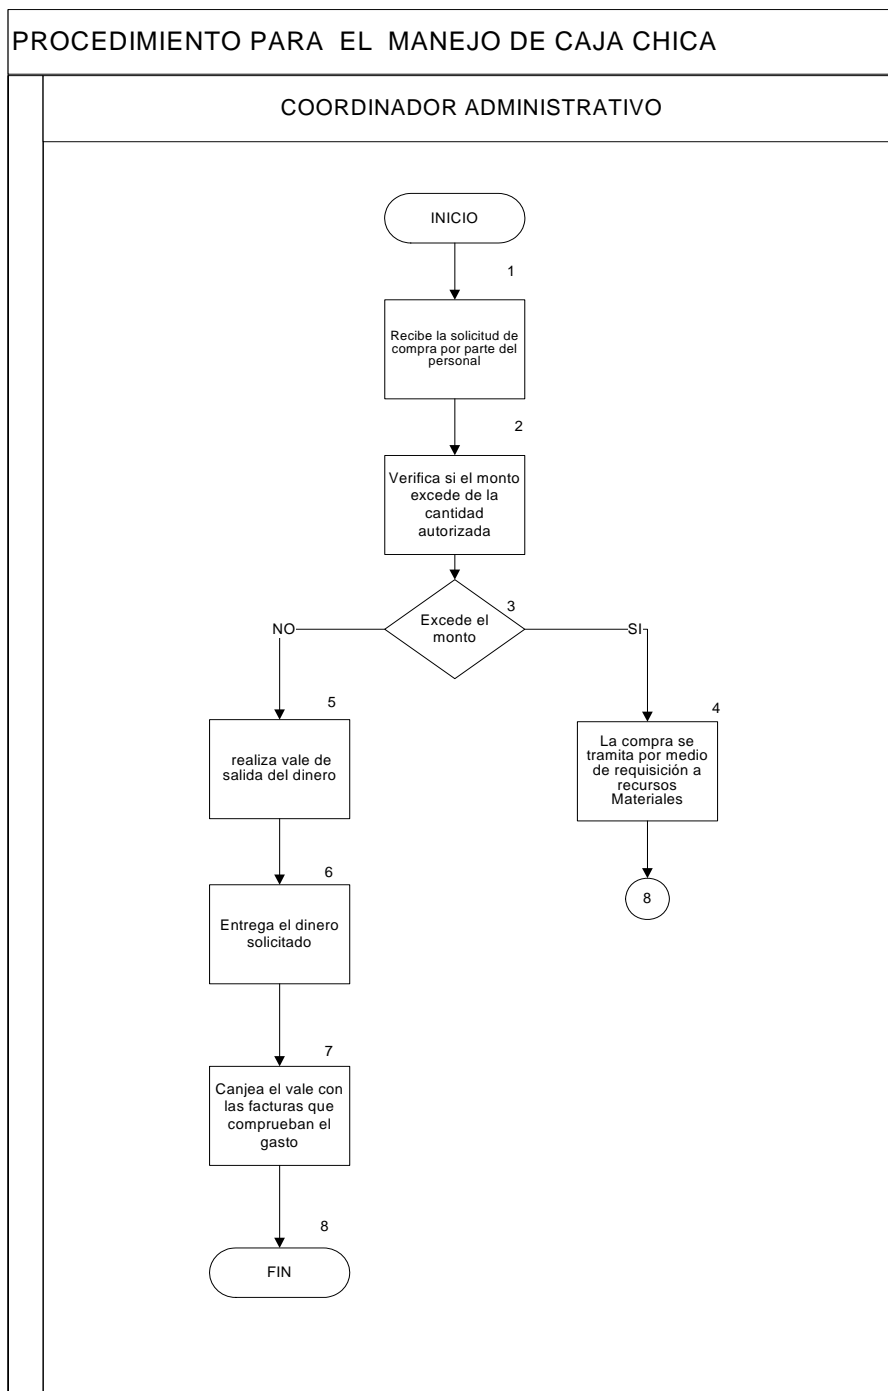 PROCEDIMIENTO PARA EL MANEJO DE CAJA CHICA
COORDINADOR ADMINISTRATIVO
INICIO
1
Recibe la solicitud de
compra por parte del
personal
2
Verifica si el monto
excede de la
cantidad
autorizada
3
Excede el
monto
NO
SI
5
realiza vale de
salida del dinero
4
La compra se
tramita por medio
de requisición a
recursos
Materiales
6
Entrega el dinero
solicitado
8
7
Canjea el vale con
las facturas que
comprueban el
gasto
8
FIN